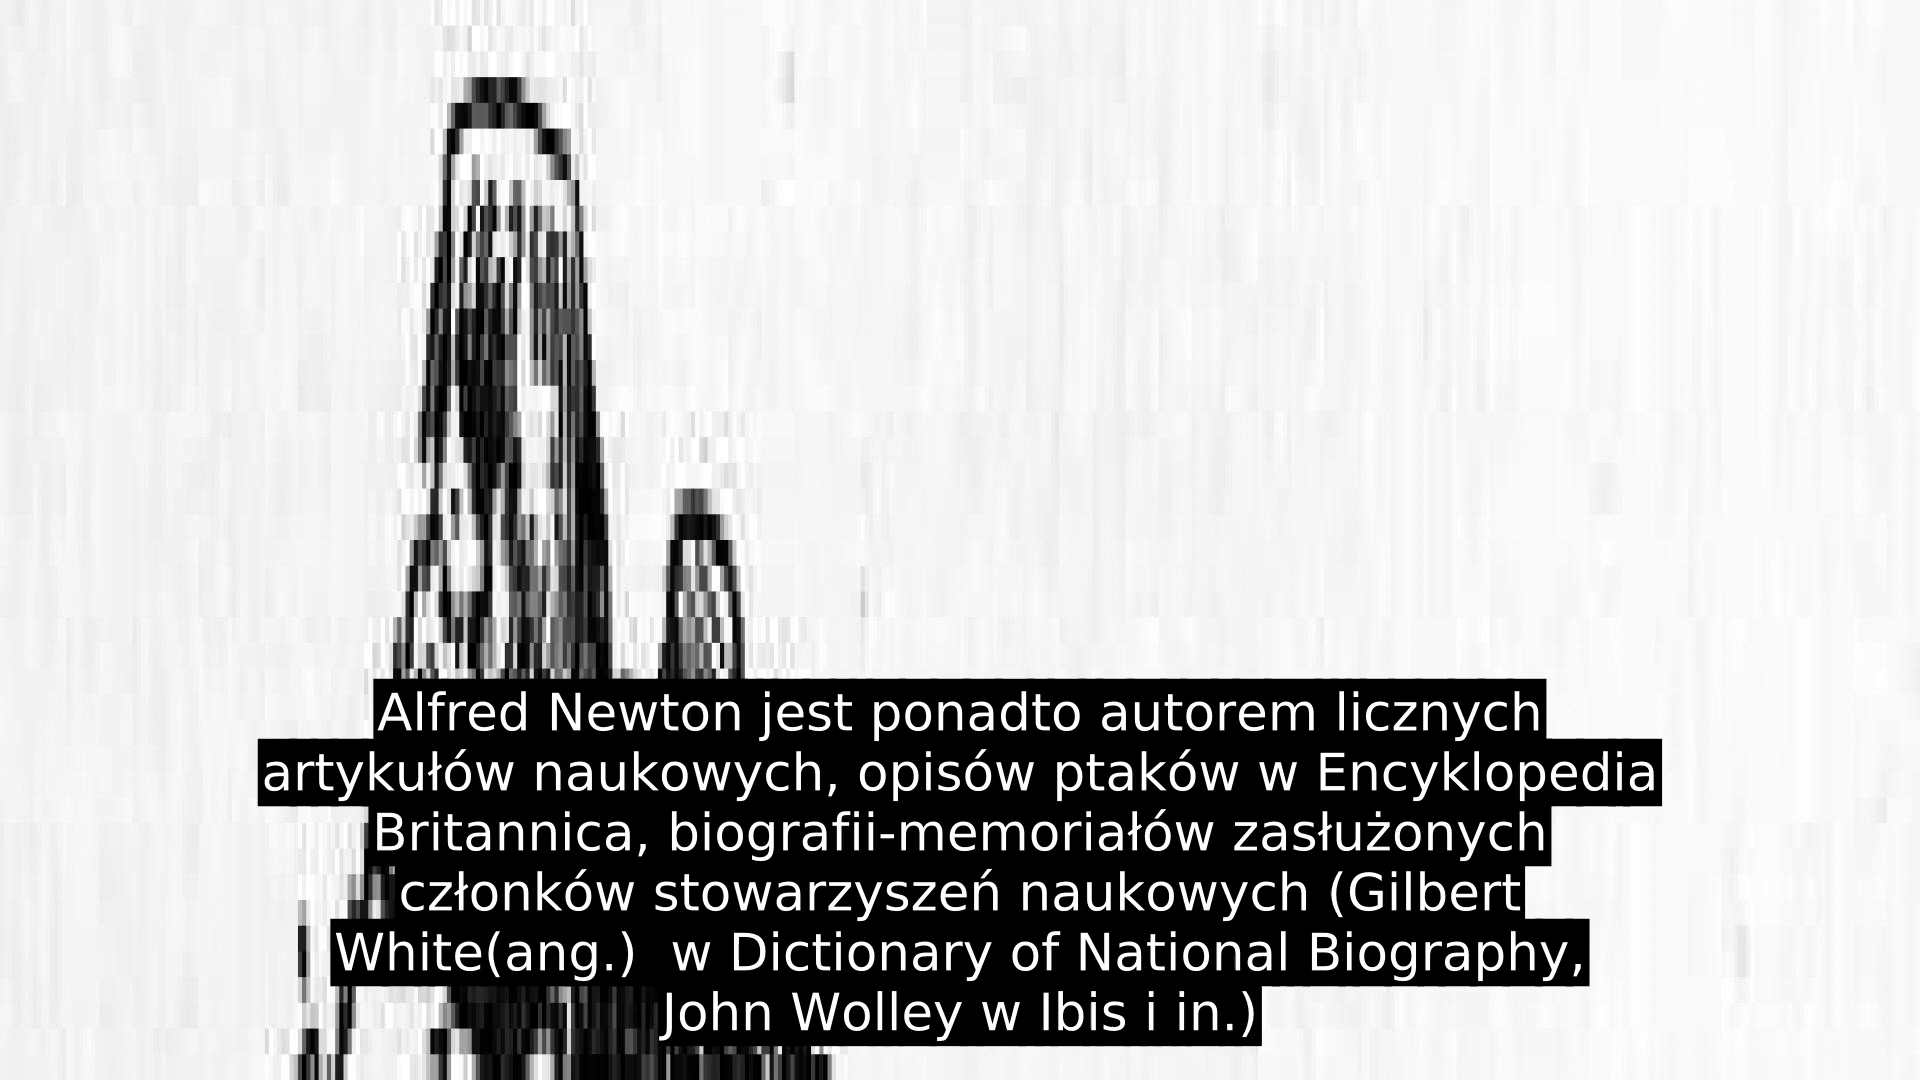 Alfred Newton jest ponadto autorem licznych
artykułów naukowych, opisów ptaków w Encyklopedia
Britannica, biografii-memoriałów zasłużonych
członków stowarzyszeń naukowych (Gilbert
White(ang.)  w Dictionary of National Biography,
John Wolley w Ibis i in.)